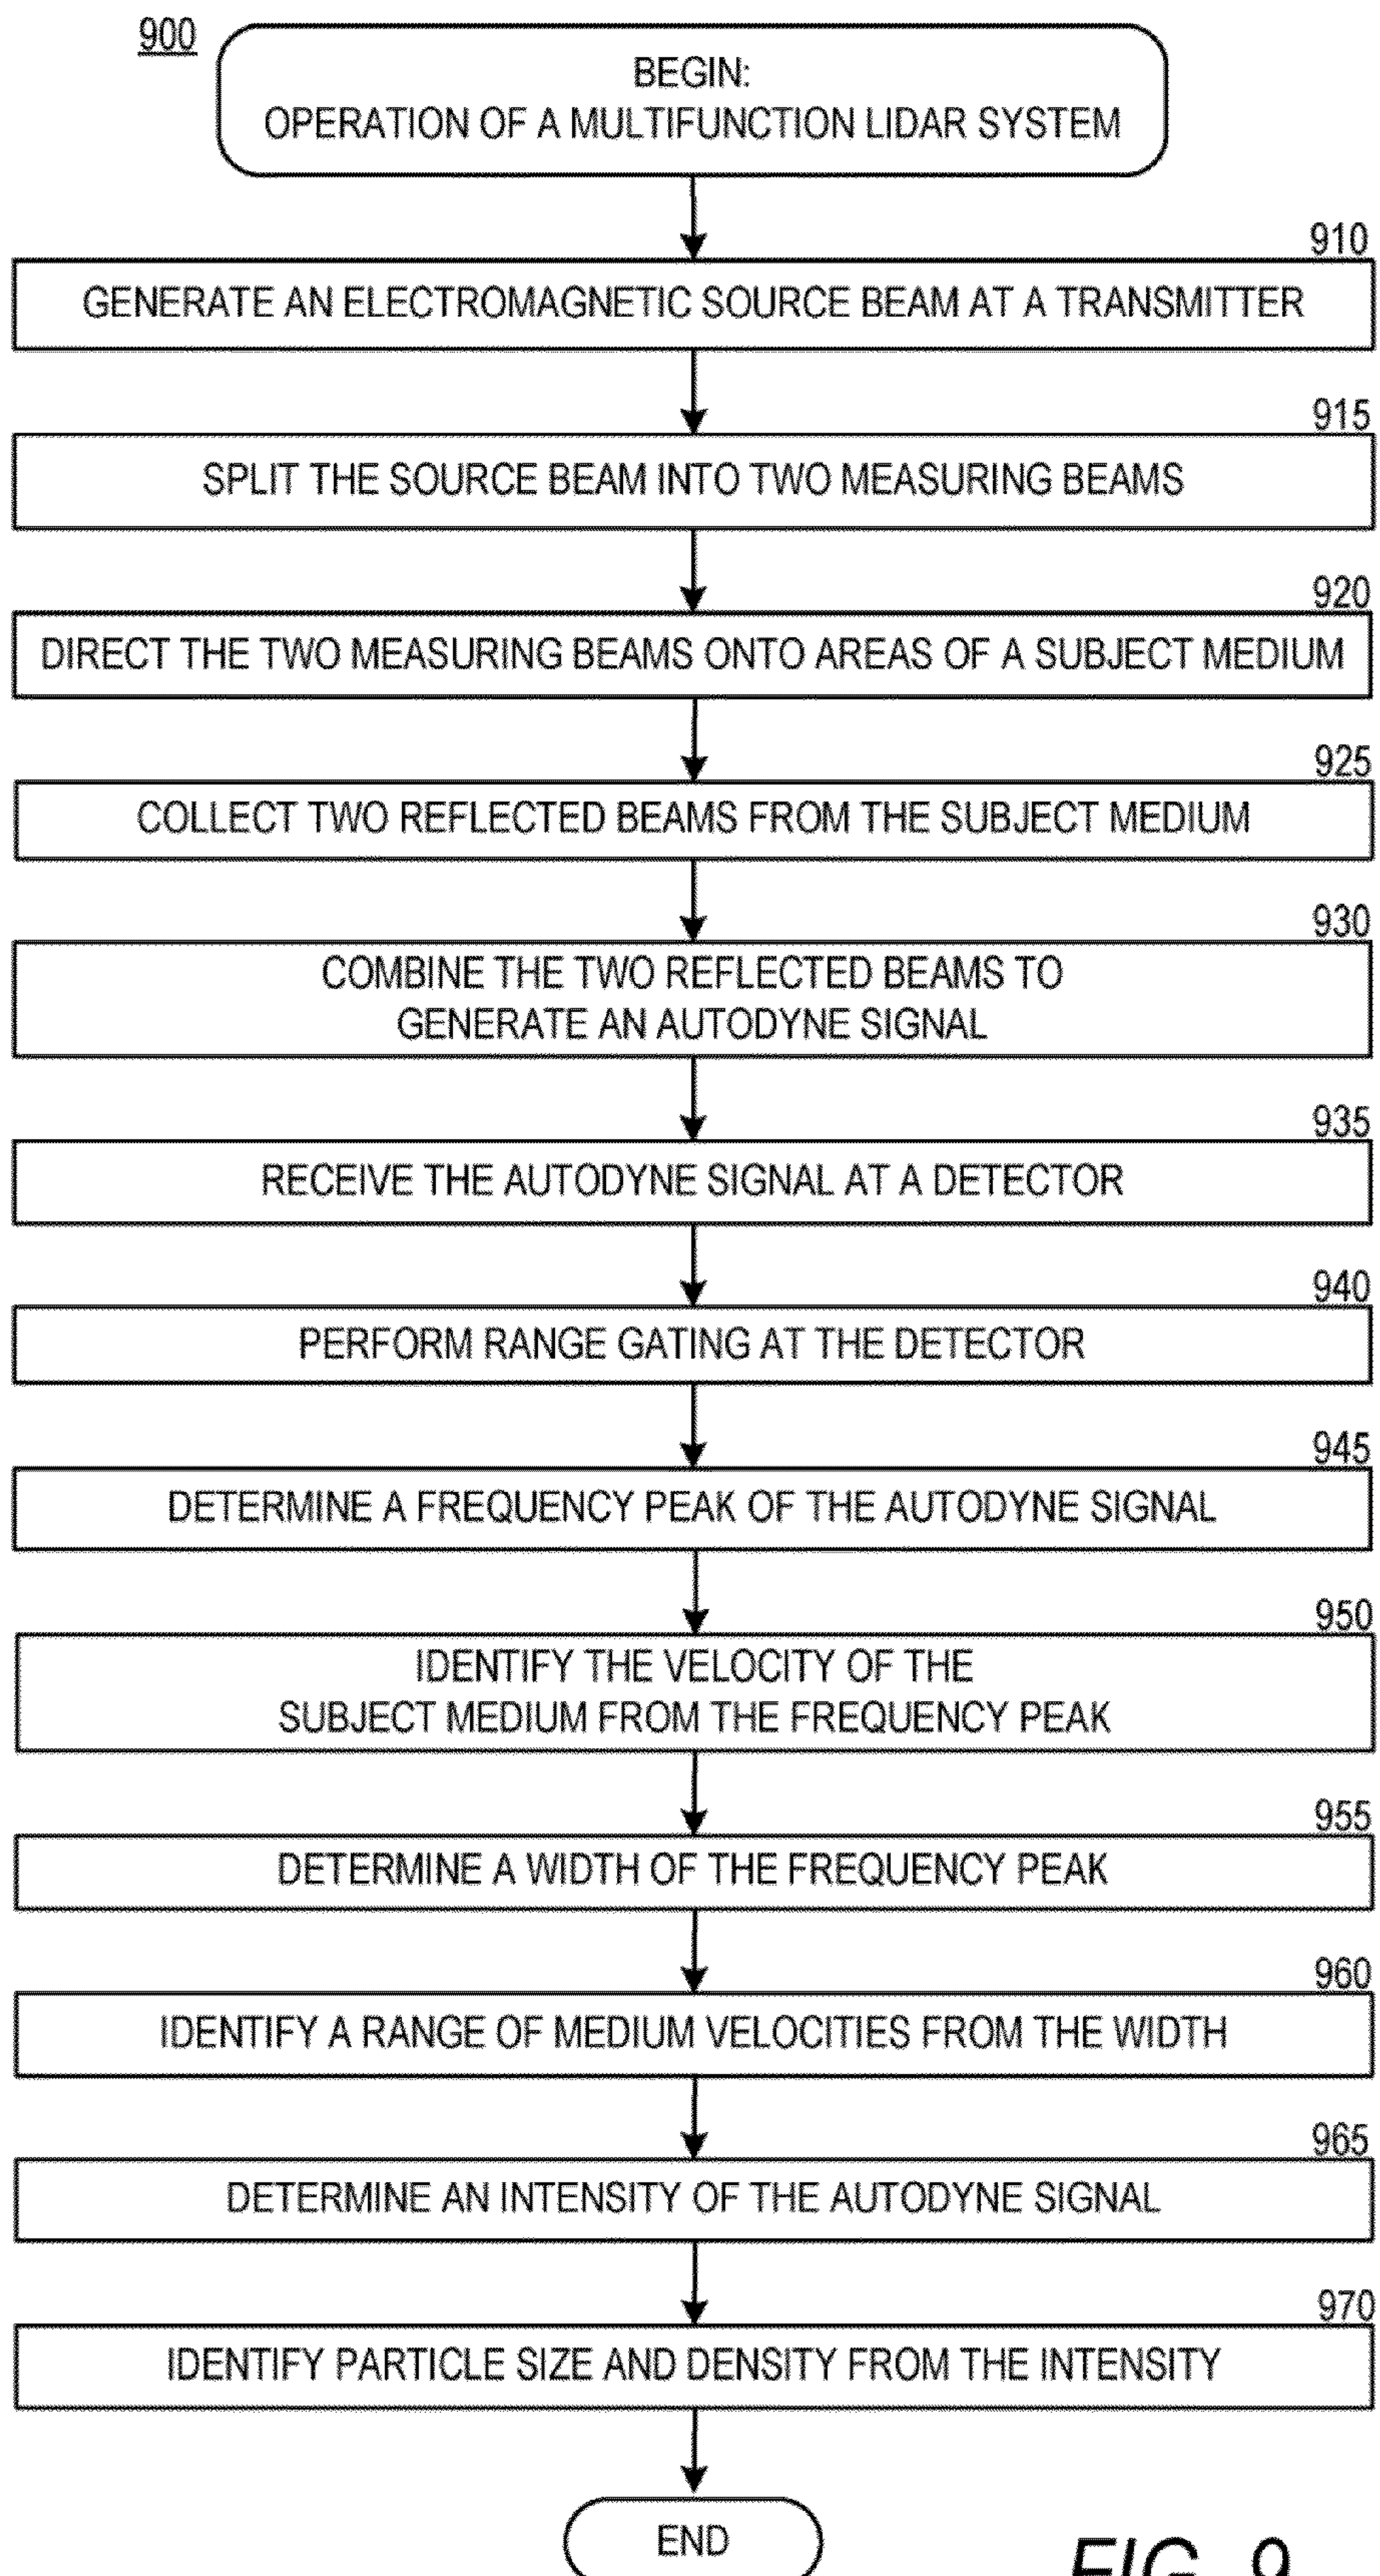 900
BEGIN:
OPERATION OF A MULTIFUNCTION LIDAR SYSTEM
910
GENERATE AN ELECTROMAGNETIC SOURCE BEAM AT A TRANSMITTER
915
SPLIT THE SOURCE BEAM INTO TWO MEASURING BEAMS
920
DIRECT THE TWO MEASURING BEAMS ONTO AREAS OF A SUBJECT MEDIUM
925
COLLECT TWO REFLECTED BEAMS FROM THE SUBJECT MEDIUM
930
COMBINE THE TWO REFLECTED BEAMS TO
GENERATE AN AUTODYNE SIGNAL
935
RECEIVE THE AUTODYNE SIGNAL AT A DETECTOR
940
PERFORM RANGE GATING AT THE DETECTOR
945
DETERMINE A FREQUENCY PEAK OF THE AUTODYNE SIGNAL
950
IDENTIFY THE VELOCITY OF THE
SUBJECT MEDIUM FROM THE FREQUENCY PEAK
955
DETERMINE A WIDTH OF THE FREQUENCY PEAK
960
IDENTIFY A RANGE OF MEDIUM VELOCITIES FROM THE WIDTH
965
DETERMINE AN INTENSITY OF THE AUTODYNE SIGNAL
970
IDENTIFY PARTICLE SIZE AND DENSITY FROM THE INTENSITY
END
FIG. 9